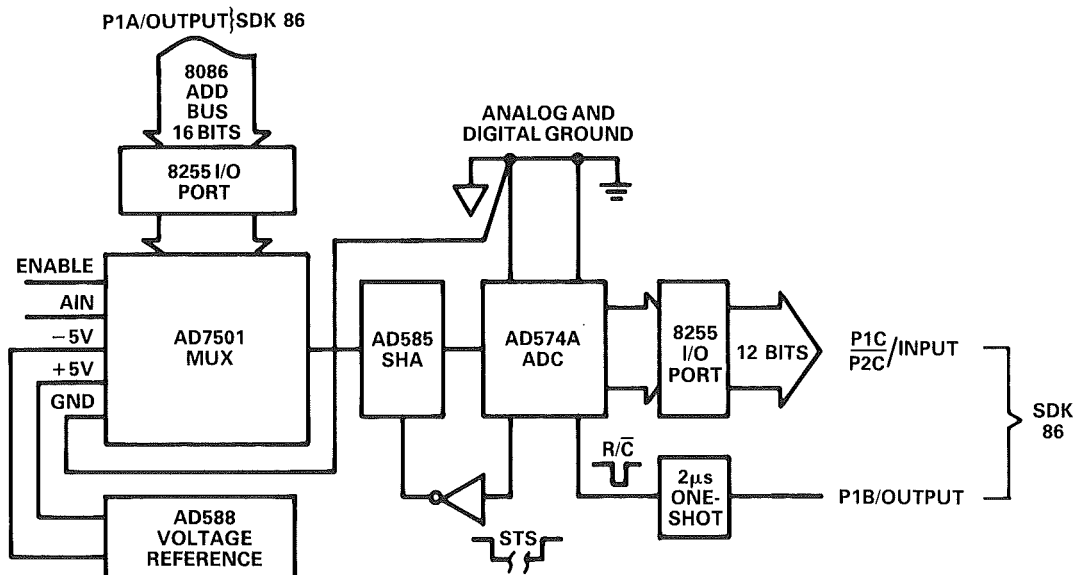 P1A/OUTPUT}SDK 86
8086
ADD
BUS
16 BITS
8255 I/O
PORT
ANALOG AND
DIGITAL GROUND
ENABLE
AIN
−5V
+5V
GND
AD7501
MUX
AD585
SHA
AD574A
ADC
8255
I/O
PORT
12 BITS
P1C
P2C/INPUT
SDK
86
R/C̅
2µs
ONE-
SHOT
P1B/OUTPUT
STS
AD588
VOLTAGE
REFERENCE